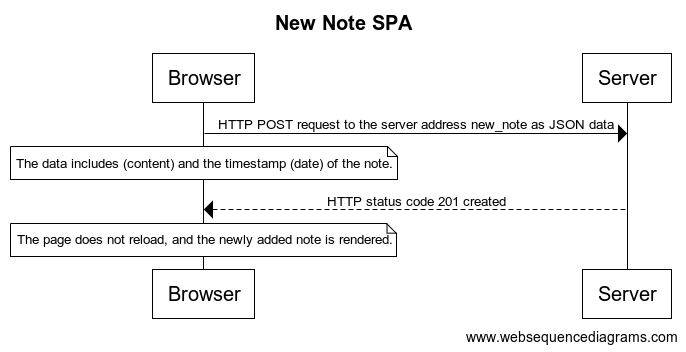 New Note SPA
Browser
Server
HTTP POST request to the server address new_note as JSON data
The data includes (content) and the timestamp (date) of the note.
HTTP status code 201 created
The page does not reload, and the newly added note is rendered.
Browser
Server
www.websequencediagrams.com